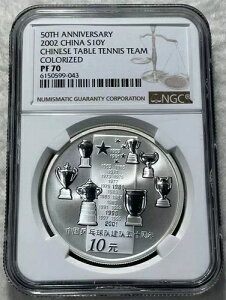 50TH ANNIVERSARY
2002 CHINA S10Y
CHINESE TABLE TENNIS TEAM
COLORIZED
PF 70
6150599-043
NUMISMATIC GUARANTY CORPORATION
NGC
2001
10元